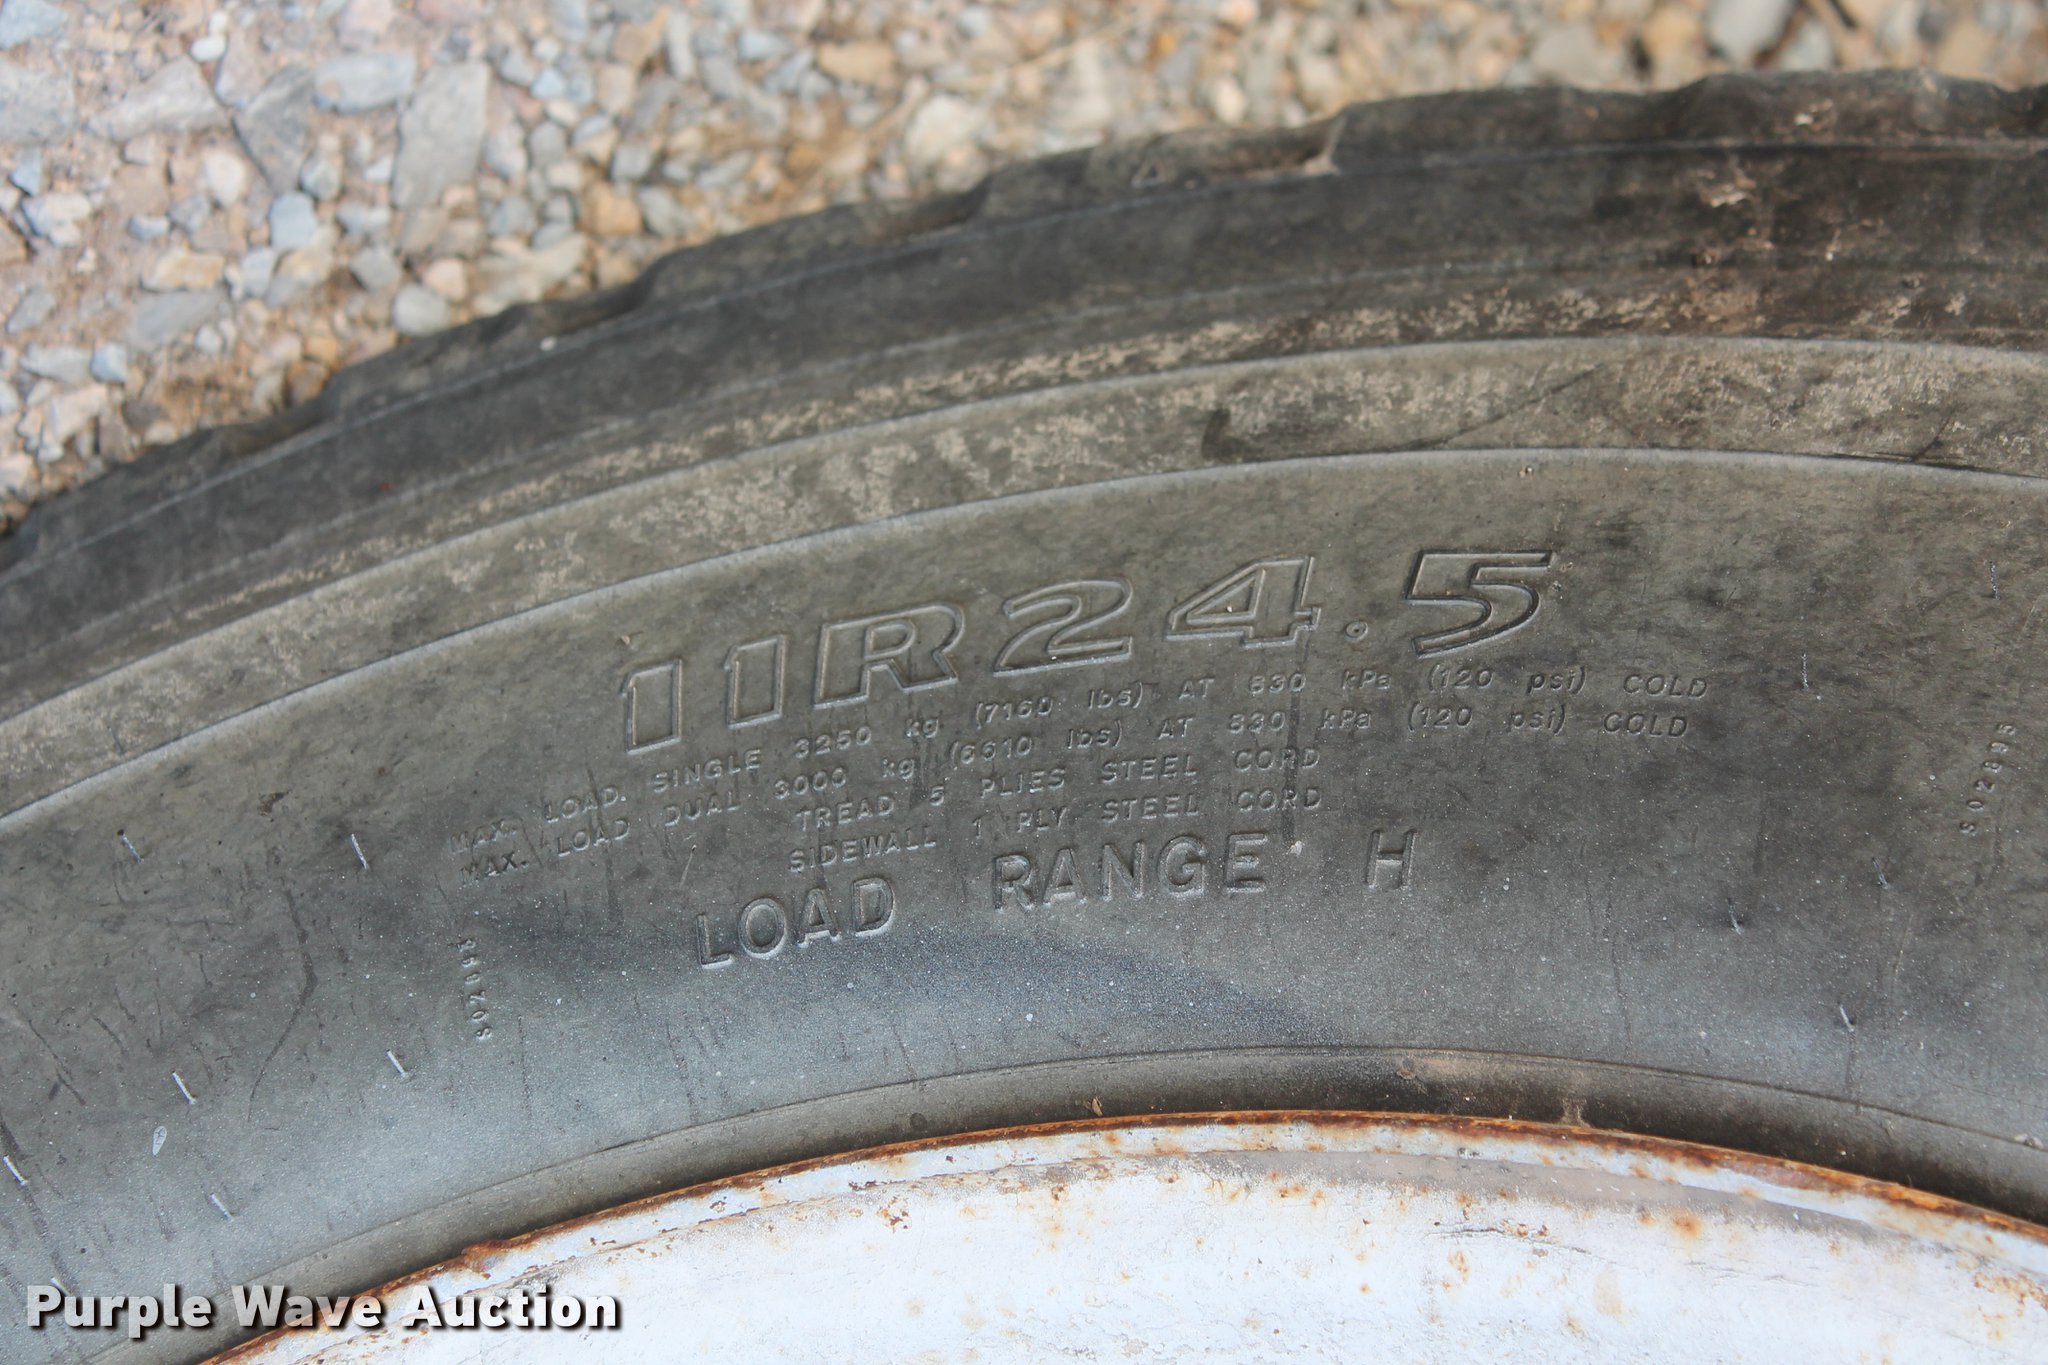 11R24.5
MAX. LOAD. SINGLE 3250 kg (7160 lbs) AT 830 kPa (120 psi) COLD
MAX. LOAD DUAL 3000 kg (6610 lbs) AT 830 kPa (120 psi) COLD
TREAD 5 PLIES STEEL CORD
SIDEWALL 1 PLY STEEL CORD
LOAD RANGE H
S02895
Purple Wave Auction